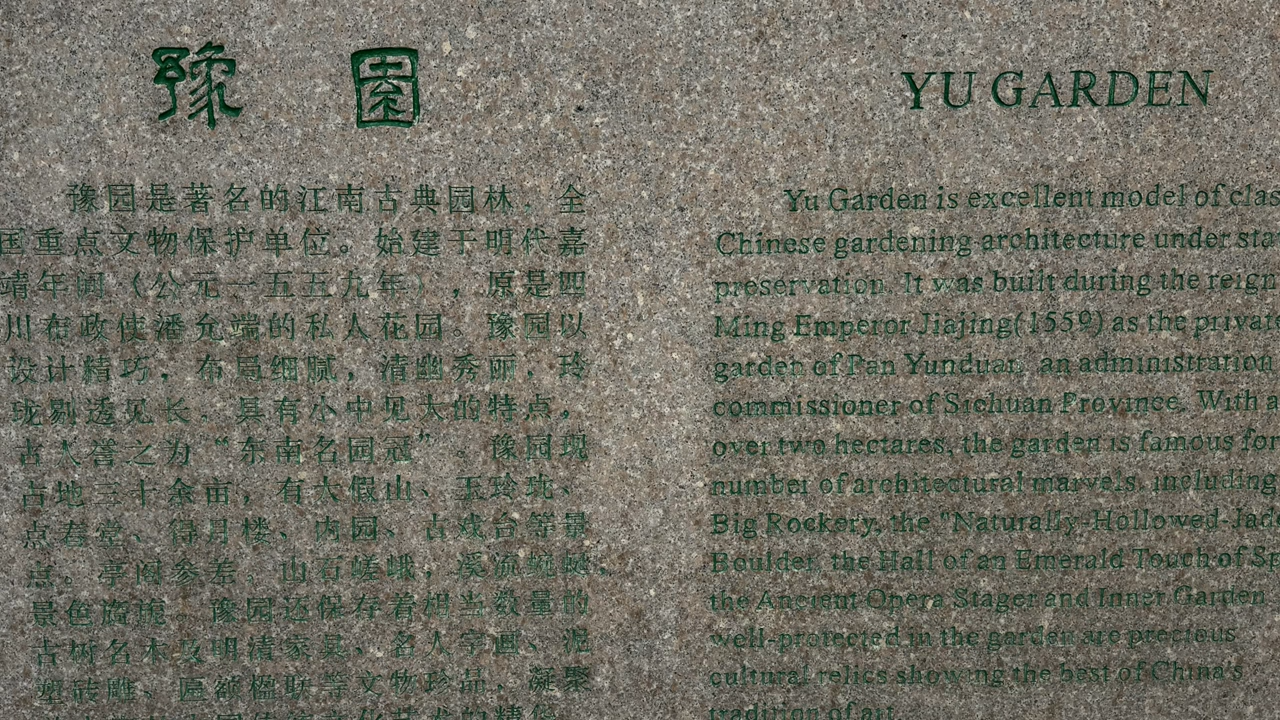 豫園
豫园是著名的江南古典园林，全
国重点文物保护单位。始建于明代嘉
靖年间（公元一五五九年），原是四
川布政使潘允端的私人花园。豫园以
设计精巧，布局细腻，清幽秀丽，玲
珑剔透见长，具有小中见大的特点，
古人誉之为“东南名园冠”。豫园现
占地三十余亩，有大假山、玉玲珑、
点春堂、得月楼、内园、古戏台等景
点。亭阁参差，山石嵯峨，溪流蜿蜒，
景色旖旎。豫园还保存着相当数量的
古树名木及明清家具、名人字画、泥
塑砖雕、匾额楹联等文物珍品，凝聚
YU GARDEN
Yu Garden is excellent model of clas
Chinese gardening architecture under sta
preservation. It was built during the reign
Ming Emperor Jiajing(1559) as the privat
garden of Pan Yunduan, an administration
commissioner of Sichuan Province. With a
over two hectares, the garden is famous for
number of architectural marvels, including
Big Rockery, the "Naturally-Hollowed-Jad
Boulder, the Hall of an Emerald Touch of Sp
the Ancient Opera Stager and Inner Garden
well-protected in the garden are precious
cultural relics showing the best of China's
tradition of art.